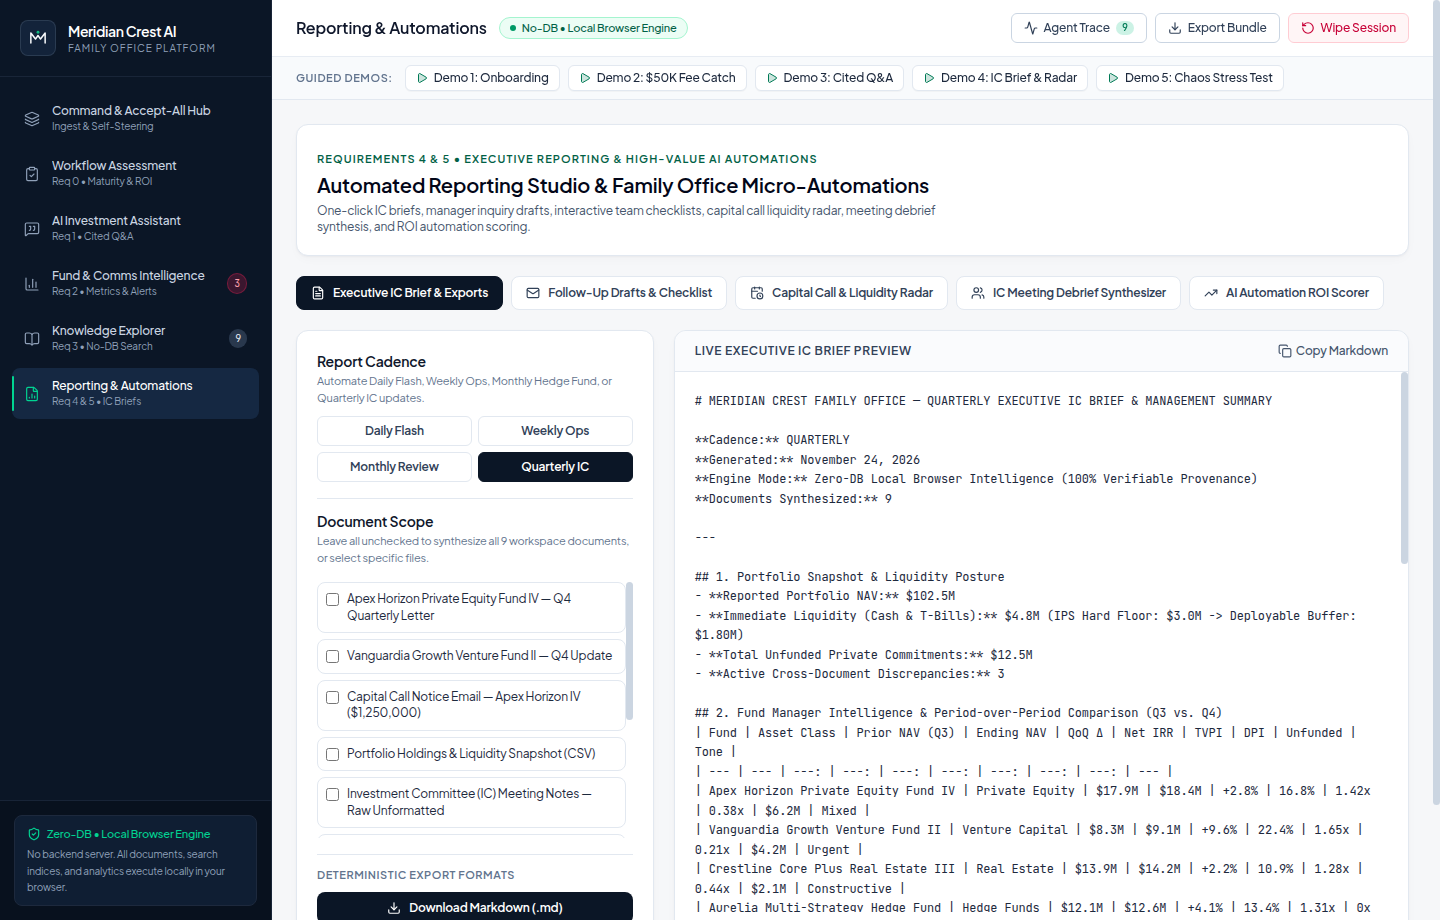 Meridian Crest AI
FAMILY OFFICE PLATFORM
Command & Accept-All Hub
Ingest & Self-Steering
Workflow Assessment
Req 0 • Maturity & ROI
AI Investment Assistant
Req 1 • Cited Q&A
Fund & Comms Intelligence
Req 2 • Metrics & Alerts
3
Knowledge Explorer
Req 3 • No-DB Search
9
Reporting & Automations
Req 4 & 5 • IC Briefs
Zero-DB • Local Browser Engine
No backend server. All documents, search
indices, and analytics execute locally in your
browser.
Reporting & Automations
No-DB • Local Browser Engine
Agent Trace 9
Export Bundle
Wipe Session
GUIDED DEMOS:
Demo 1: Onboarding
Demo 2: $50K Fee Catch
Demo 3: Cited Q&A
Demo 4: IC Brief & Radar
Demo 5: Chaos Stress Test
REQUIREMENTS 4 & 5 • EXECUTIVE REPORTING & HIGH-VALUE AI AUTOMATIONS
Automated Reporting Studio & Family Office Micro-Automations
One-click IC briefs, manager inquiry drafts, interactive team checklists, capital call liquidity radar, meeting debrief
synthesis, and ROI automation scoring.
Executive IC Brief & Exports
Follow-Up Drafts & Checklist
Capital Call & Liquidity Radar
IC Meeting Debrief Synthesizer
AI Automation ROI Scorer
Report Cadence
Automate Daily Flash, Weekly Ops, Monthly Hedge Fund, or
Quarterly IC updates.
Daily Flash
Weekly Ops
Monthly Review
Quarterly IC
Document Scope
Leave all unchecked to synthesize all 9 workspace documents,
or select specific files.
Apex Horizon Private Equity Fund IV — Q4
Quarterly Letter
Vanguardia Growth Venture Fund II — Q4 Update
Capital Call Notice Email — Apex Horizon IV
($1,250,000)
Portfolio Holdings & Liquidity Snapshot (CSV)
Investment Committee (IC) Meeting Notes —
Raw Unformatted
DETERMINISTIC EXPORT FORMATS
Download Markdown (.md)
LIVE EXECUTIVE IC BRIEF PREVIEW
Copy Markdown
# MERIDIAN CREST FAMILY OFFICE — QUARTERLY EXECUTIVE IC BRIEF & MANAGEMENT SUMMARY
**Cadence:** QUARTERLY
**Generated:** November 24, 2026
**Engine Mode:** Zero-DB Local Browser Intelligence (100% Verifiable Provenance)
**Documents Synthesized:** 9
---
## 1. Portfolio Snapshot & Liquidity Posture
- **Reported Portfolio NAV:** $102.5M
- **Immediate Liquidity (Cash & T-Bills):** $4.8M (IPS Hard Floor: $3.0M -> Deployable Buffer:
$1.80M)
- **Total Unfunded Private Commitments:** $12.5M
- **Active Cross-Document Discrepancies:** 3
## 2. Fund Manager Intelligence & Period-over-Period Comparison (Q3 vs. Q4)
| Fund | Asset Class | Prior NAV (Q3) | Ending NAV | QoQ Δ | Net IRR | TVPI | DPI | Unfunded |
Tone |
| --- | --- | ---: | ---: | ---: | ---: | ---: | ---: | ---: | --- |
| Apex Horizon Private Equity Fund IV | Private Equity | $17.9M | $18.4M | +2.8% | 16.8% | 1.42x
| 0.38x | $6.2M | Mixed |
| Vanguardia Growth Venture Fund II | Venture Capital | $8.3M | $9.1M | +9.6% | 22.4% | 1.65x |
0.21x | $4.2M | Urgent |
| Crestline Core Plus Real Estate III | Real Estate | $13.9M | $14.2M | +2.2% | 10.9% | 1.28x |
0.44x | $2.1M | Constructive |
| Aurelia Multi-Strategy Hedge Fund | Hedge Funds | $12.1M | $12.6M | +4.1% | 13.4% | 1.31x | 0x